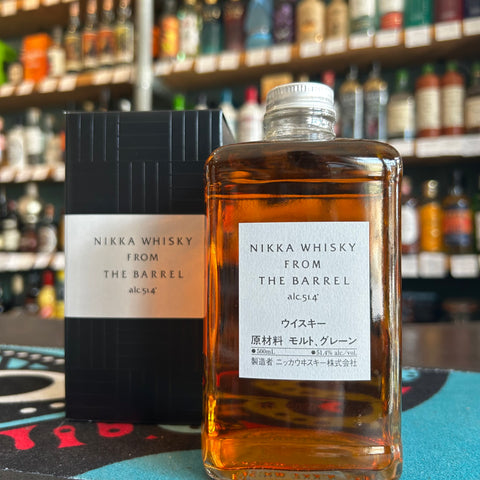 NIKKA WHISKY
FROM
THE BARREL
alc.51.4°
NIKKA WHISKY
FROM
THE BARREL
alc.51.4°
ウイスキー
原材料 モルト、グレーン
●500mL ●51.4% alc./vol.
製造者:ニッカウヰスキー株式会社